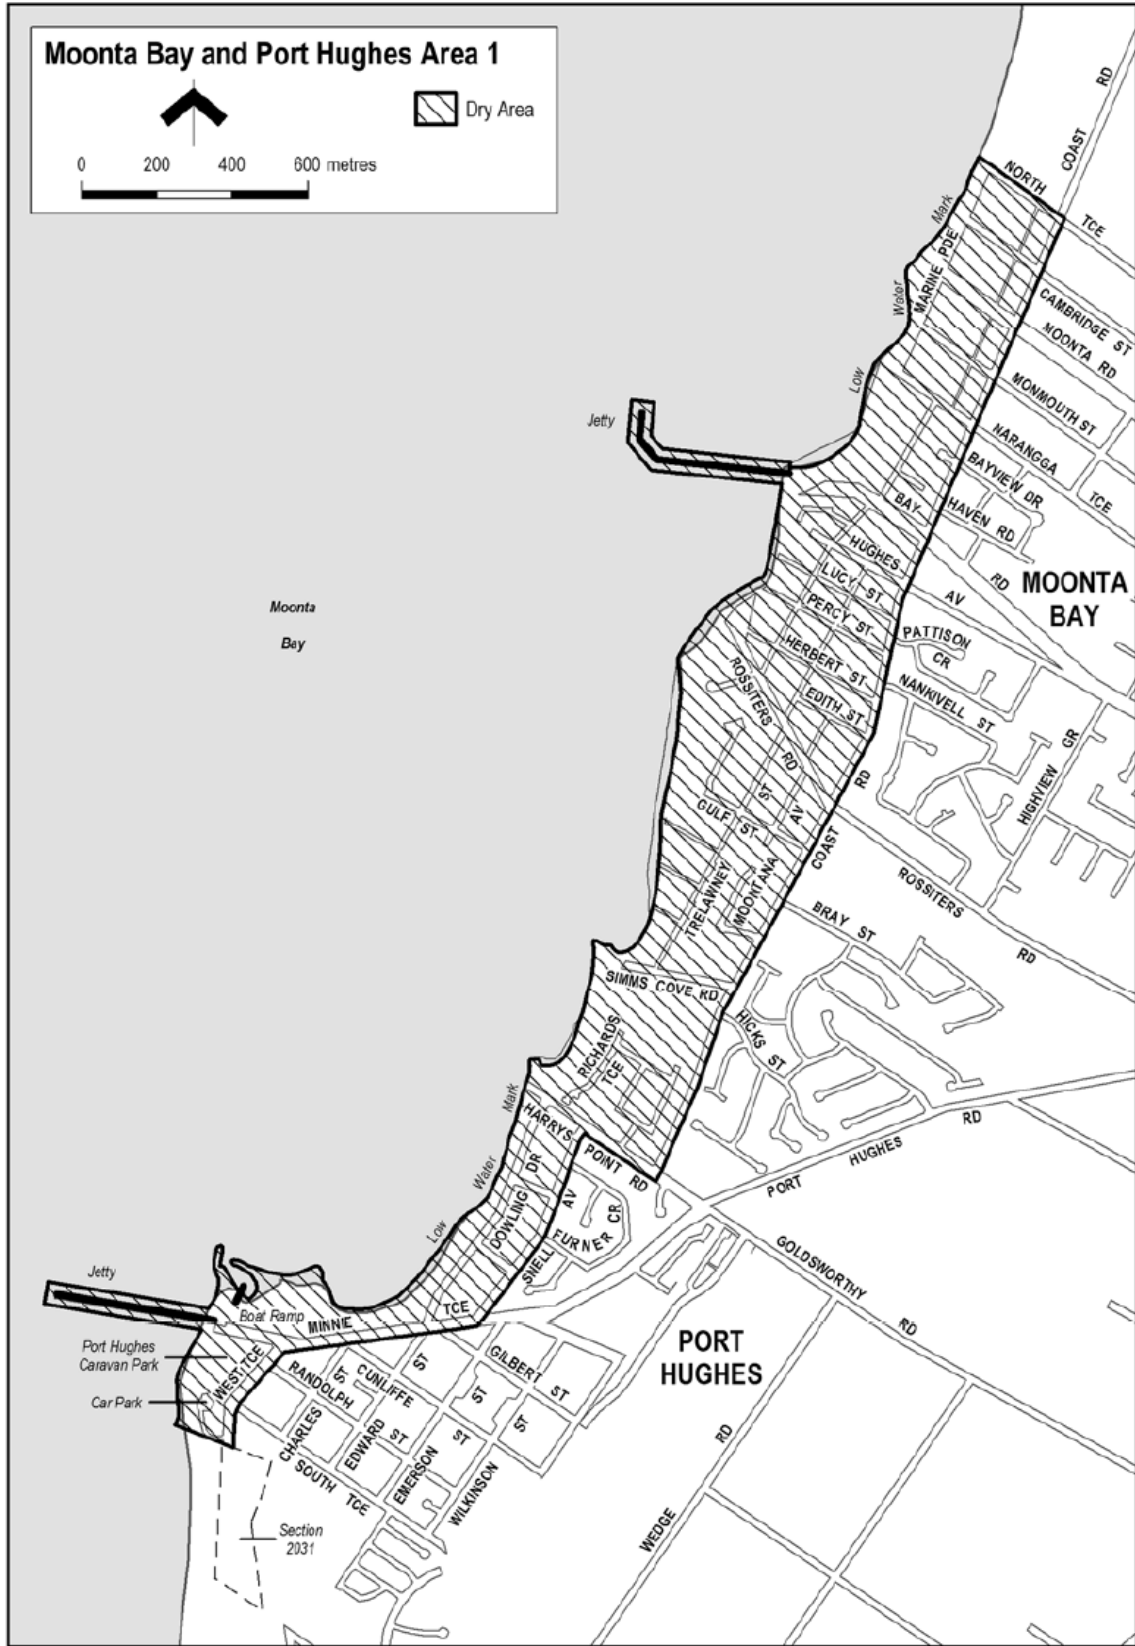 Moonta Bay and Port Hughes Area 1
Dry Area
0 200 400 600 metres
COAST RD
NORTH TCE
Low Water Mark
MARINE PDE
CAMBRIDGE ST
MOONTA RD
MONMOUTH ST
NARANGGA TCE
BAYVIEW DR
HAVEN RD
BAY RD
Jetty
HUGHES AV
LUCY ST
PERCY ST
HERBERT ST
EDITH ST
MOONTA
BAY
Moonta
Bay
PATTISON CR
NANKIVELL ST
HIGHVIEW GR
ROSSITERS RD
GULF ST
TRELAWNEY ST
MOONTANA AV
COAST RD
ROSSITERS RD
BRAY ST
SIMMS COVE RD
HICKS ST
RICHARDS TCE
HARRYS POINT RD
PORT HUGHES RD
Low Water Mark
DOWLING DR
SNELL AV
FURNER CR
GOLDSWORTHY RD
Jetty
Boat Ramp
MINNIE TCE
PORT
HUGHES
Port Hughes
Caravan Park
WEST TCE
Car Park
RANDOLPH ST
CUNLIFFE ST
GILBERT ST
CHARLES ST
EDWARD ST
EMERSON ST
WILKINSON ST
SOUTH TCE
WEDGE RD
Section
2031